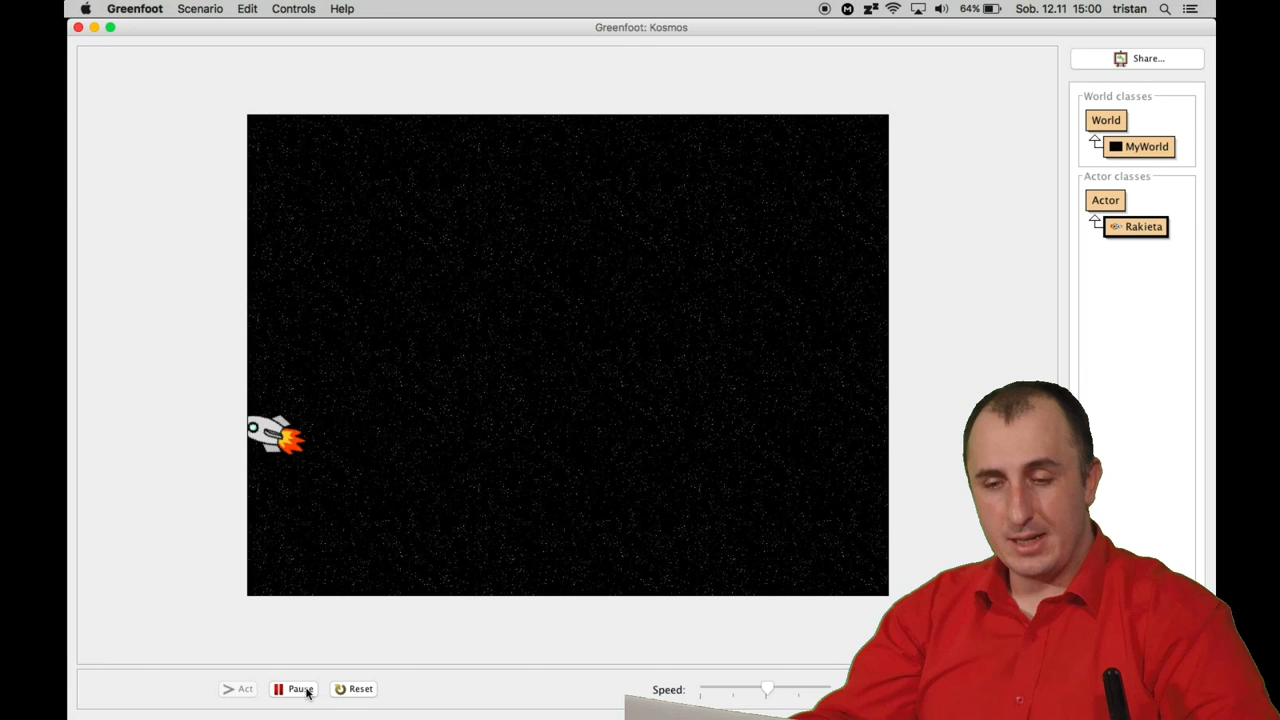 Greenfoot Scenario Edit Controls Help 64% Sob. 12.11 15:00 tristan
Greenfoot: Kosmos
Share...
World classes
World
MyWorld
Actor classes
Actor
Rakieta
Act Pause Reset Speed: